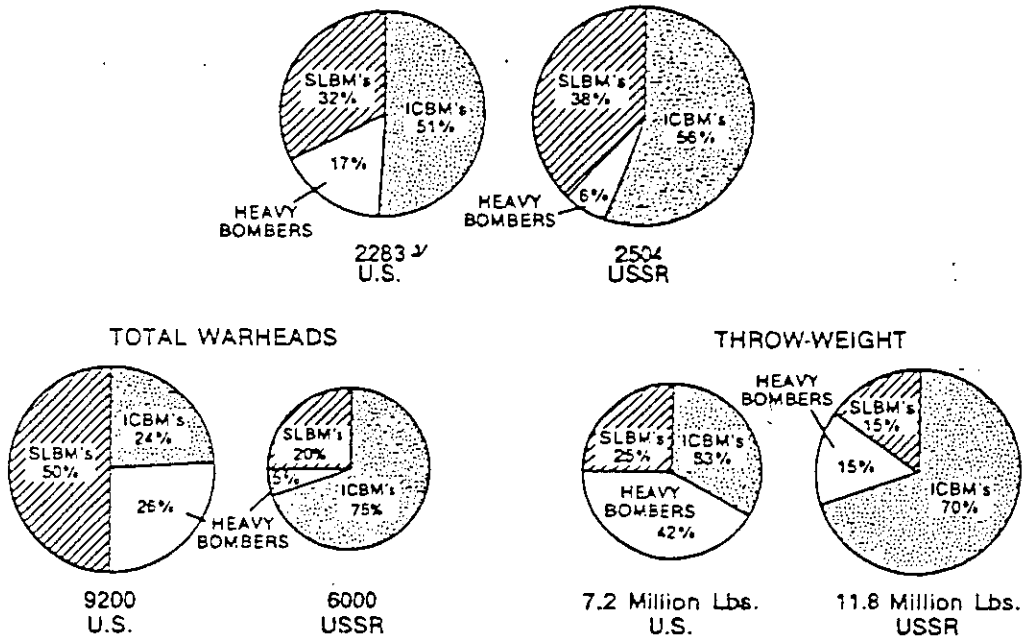 SLBM's
32%
ICBM's
51%
17%
HEAVY
BOMBERS
2283
U.S.
SLBM's
38%
ICBM's
56%
6%
HEAVY
BOMBERS
2504
USSR
TOTAL WARHEADS
SLBM's
50%
ICBM's
24%
26%
HEAVY
BOMBERS
9200
U.S.
SLBM's
20%
5%
ICBM's
75%
6000
USSR
THROW-WEIGHT
SLBM's
25%
ICBM's
33%
HEAVY
BOMBERS
42%
7.2 Million Lbs.
U.S.
HEAVY
BOMBERS
SLBM's
15%
15%
ICBM's
70%
11.8 Million Lbs.
USSR